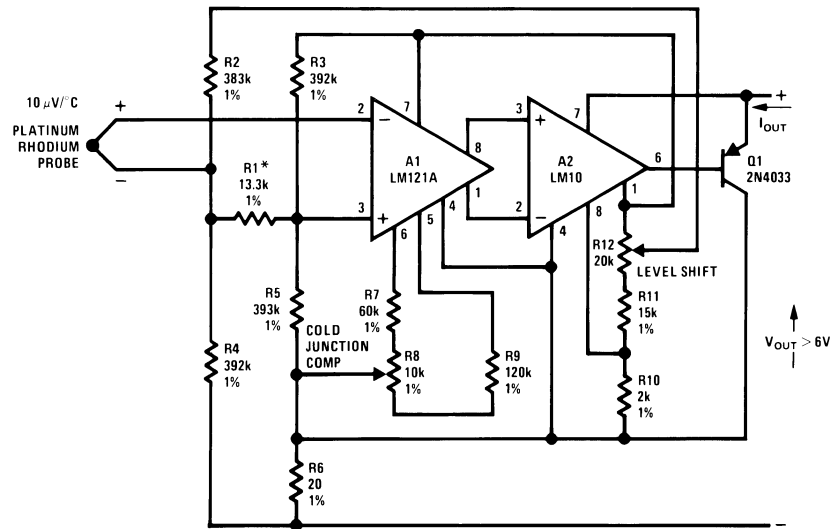 R2
383k
1%
R3
392k
1%
10 μV/°C
PLATINUM
RHODIUM
PROBE
+
−
R1*
13.3k
1%
2
−
7
A1
LM121A
8
1
3
+
6
5
4
3
+
7
A2
LM10
6
2
−
4
8
1
+
I OUT
Q1
2N4033
R12
20k
LEVEL SHIFT
R5
393k
1%
COLD
JUNCTION
COMP
R7
60k
1%
R8
10k
1%
R9
120k
1%
R11
15k
1%
R10
2k
1%
V OUT > 6V
R4
392k
1%
R6
20
1%
−